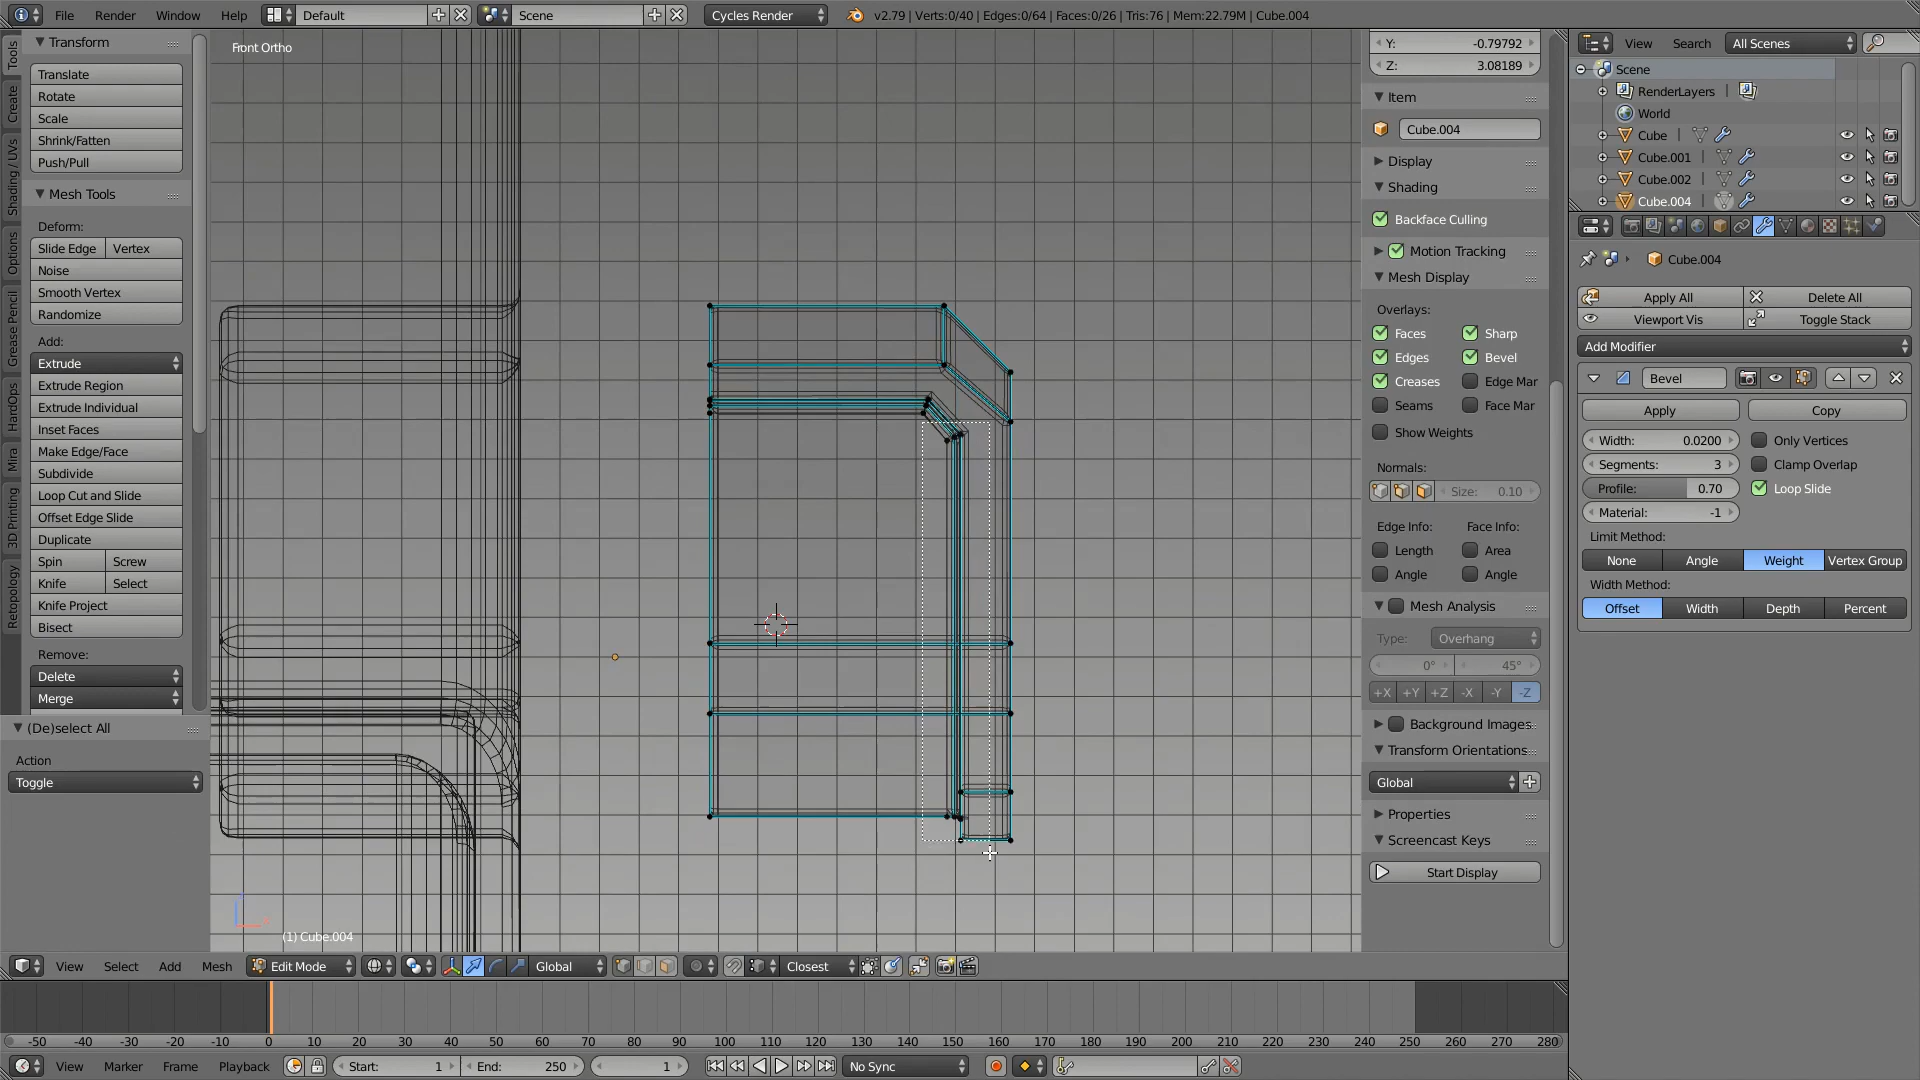 File Render Window Help Default Scene Cycles Render v2.79 | Verts:0/40 | Edges:0/64 | Faces:0/26 | Tris:76 | Mem:22.79M | Cube.004
Tools
Create
Shading / UVs
Options
Grease Pencil
HardOps
Mira
3D Printing
Retopology
Transform
Translate
Rotate
Scale
Shrink/Fatten
Push/Pull
Mesh Tools
Deform:
Slide Edge Vertex
Noise
Smooth Vertex
Randomize
Add:
Extrude
Extrude Region
Extrude Individual
Inset Faces
Make Edge/Face
Subdivide
Loop Cut and Slide
Offset Edge Slide
Duplicate
Spin Screw
Knife Select
Knife Project
Bisect
Remove:
Delete
Merge
(De)select All
Action
Toggle
Front Ortho
(1) Cube.004
Y: -0.79792
Z: 3.08189
Item
Cube.004
Display
Shading
Backface Culling
Motion Tracking
Mesh Display
Overlays:
Faces Sharp
Edges Bevel
Creases Edge Mar
Seams Face Mar
Show Weights
Normals:
Size: 0.10
Edge Info: Face Info:
Length Area
Angle Angle
Mesh Analysis
Type: Overhang
0° 45°
+X +Y +Z -X -Y -Z
Background Images
Transform Orientations
Global
Properties
Screencast Keys
Start Display
View Search All Scenes
Scene
RenderLayers |
World
Cube |
Cube.001 |
Cube.002 |
Cube.004 |
Cube.004
Apply All Delete All
Viewport Vis Toggle Stack
Add Modifier
Bevel
Apply Copy
Width: 0.0200 Only Vertices
Segments: 3 Clamp Overlap
Profile: 0.70 Loop Slide
Material: -1
Limit Method:
None Angle Weight Vertex Group
Width Method:
Offset Width Depth Percent
View Select Add Mesh Edit Mode Global Closest
-50 -40 -30 -20 -10 0 10 20 30 40 50 60 70 80 90 100 110 120 130 140 150 160 170 180 190 200 210 220 230 240 250 260 270 280
View Marker Frame Playback Start: 1 End: 250 1 No Sync